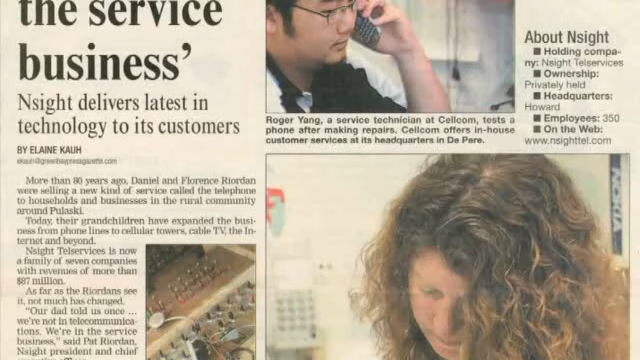 the service
business'
Nsight delivers latest in
technology to its customers
BY ELAINE KAUH
ekauh@greenbaypressgazette.com
More than 80 years ago, Daniel and Florence Riordan
were selling a new kind of service called the telephone
to households and businesses in the rural community
around Pulaski.
Today, their grandchildren have expanded the busi-
ness from phone lines to cellular towers, cable TV, the In-
ternet and beyond.
Nsight Telservices is now
a family of seven companies
with revenues of more than
$87 million.
As far as the Riordans see
it, not much has changed.
"Our dad told us once ...
we're not in telecommunica-
tions. We're in the service
business," said Pat Riordan,
Nsight president and chief
Roger Yang, a service technician at Cellcom, tests a
phone after making repairs. Cellcom offers in-house
customer services at its headquarters in De Pere.
About Nsight
■ Holding compa-
ny: Nsight Telservices
■ Ownership:
Privately held
■ Headquarters:
Howard
■ Employees: 350
■ On the Web:
www.nsighttel.com
NOKIA